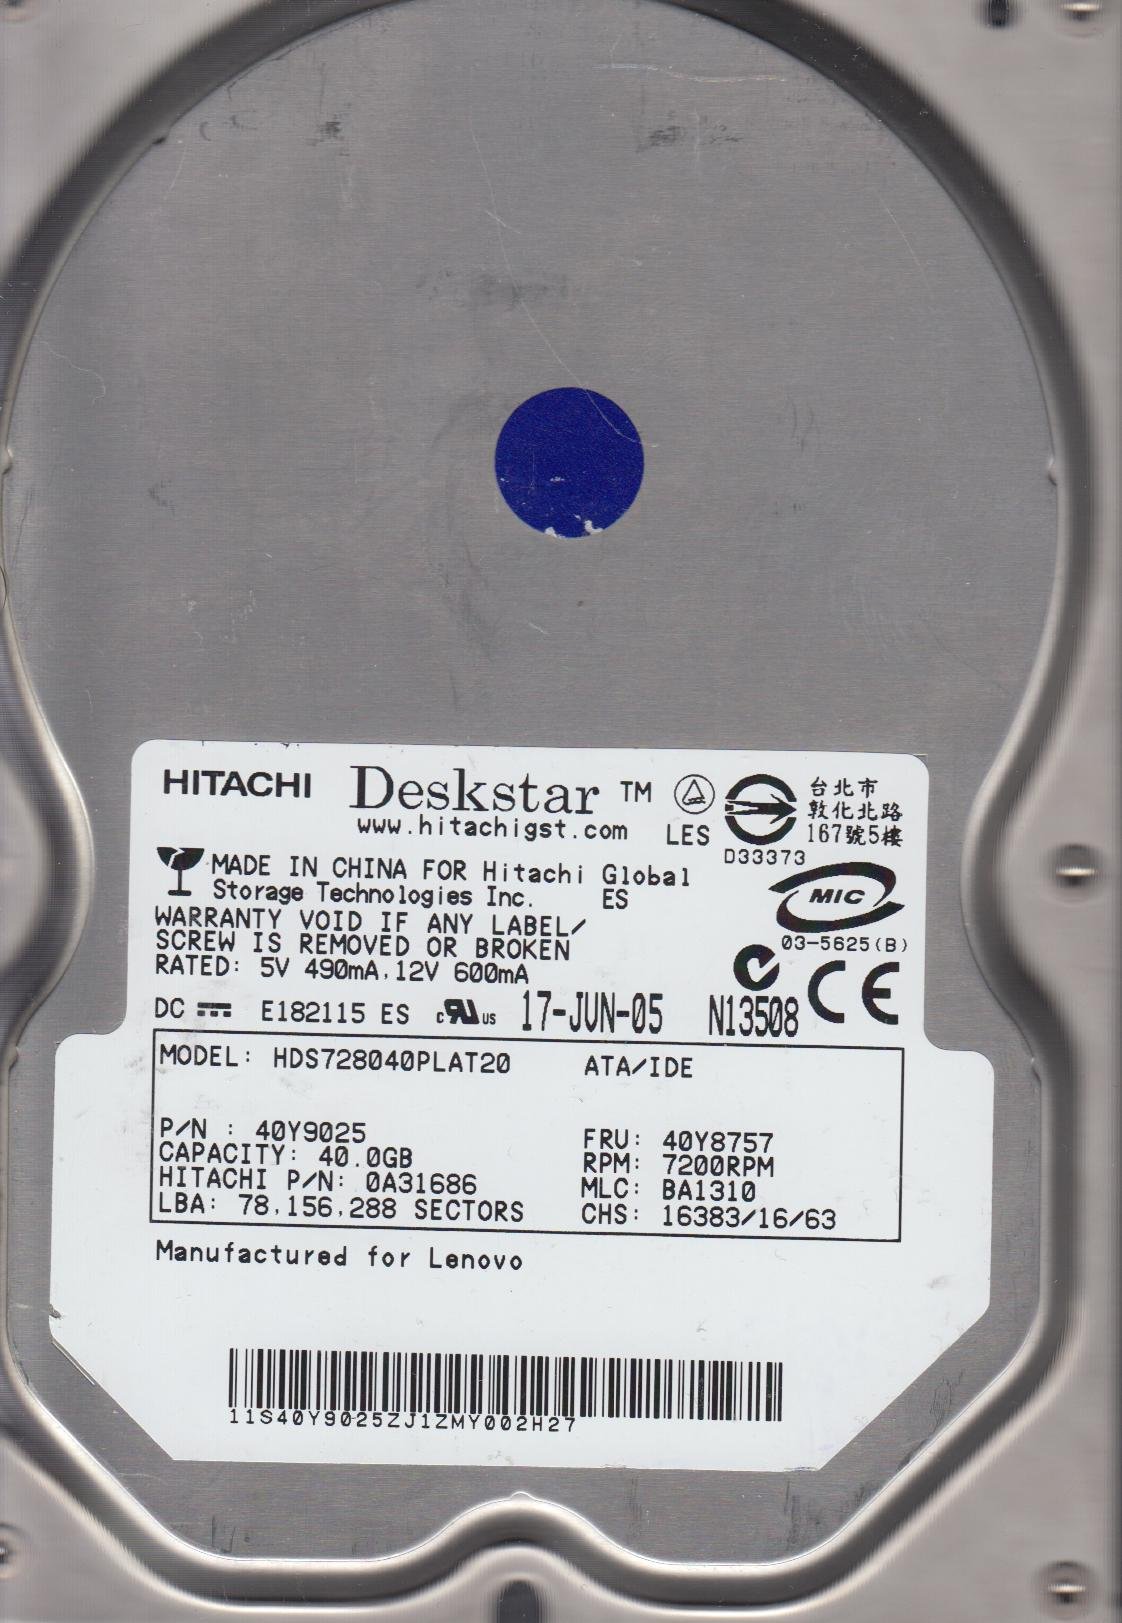 HITACHI Deskstar ™
www.hitachigst.com LES
台北市
敦化北路
167號5樓
D33373
MADE IN CHINA FOR Hitachi Global
Storage Technologies Inc. ES
MIC
03-5625(B)
WARRANTY VOID IF ANY LABEL/
SCREW IS REMOVED OR BROKEN
RATED: 5V 490mA, 12V 600mA
DC E182115 ES c RU us 17-JUN-05 N13508 CE
MODEL: HDS728040PLAT20 ATA/IDE
P/N : 40Y9025 FRU: 40Y8757
CAPACITY: 40.0GB RPM: 7200RPM
HITACHI P/N: 0A31686 MLC: BA1310
LBA: 78,156,288 SECTORS CHS: 16383/16/63
Manufactured for Lenovo
11S40Y9025ZJ1ZMY002H27